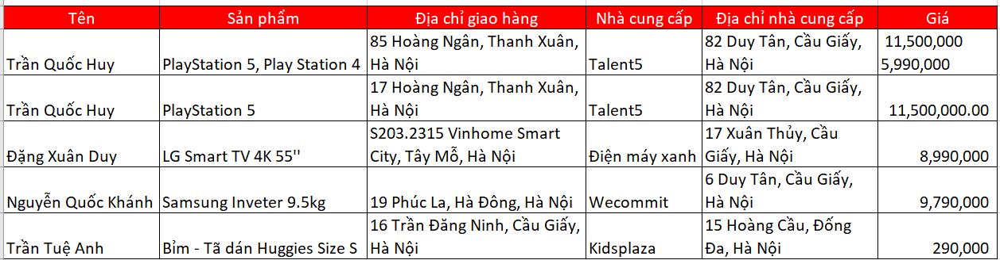 Tên Sản phẩm Địa chỉ giao hàng Nhà cung cấp Địa chỉ nhà cung cấp Giá
85 Hoàng Ngân, Thanh Xuân, 82 Duy Tân, Cầu Giấy, 11,500,000
Trần Quốc Huy PlayStation 5, Play Station 4 Hà Nội Talent5 Hà Nội 5,990,000
17 Hoàng Ngân, Thanh Xuân, 82 Duy Tân, Cầu Giấy,
Trần Quốc Huy PlayStation 5 Hà Nội Talent5 Hà Nội 11,500,000.00
S203.2315 Vinhome Smart 17 Xuân Thủy, Cầu
Đặng Xuân Duy LG Smart TV 4K 55'' City, Tây Mỗ, Hà Nội Điện máy xanh Giấy, Hà Nội 8,990,000
6 Duy Tân, Cầu Giấy,
Nguyễn Quốc Khánh Samsung Inveter 9.5kg 19 Phúc La, Hà Đông, Hà Nội Wecommit Hà Nội 9,790,000
16 Trần Đăng Ninh, Cầu Giấy, 15 Hoàng Cầu, Đống
Trần Tuệ Anh Bỉm - Tã dán Huggies Size S Hà Nội Kidsplaza Đa, Hà Nội 290,000